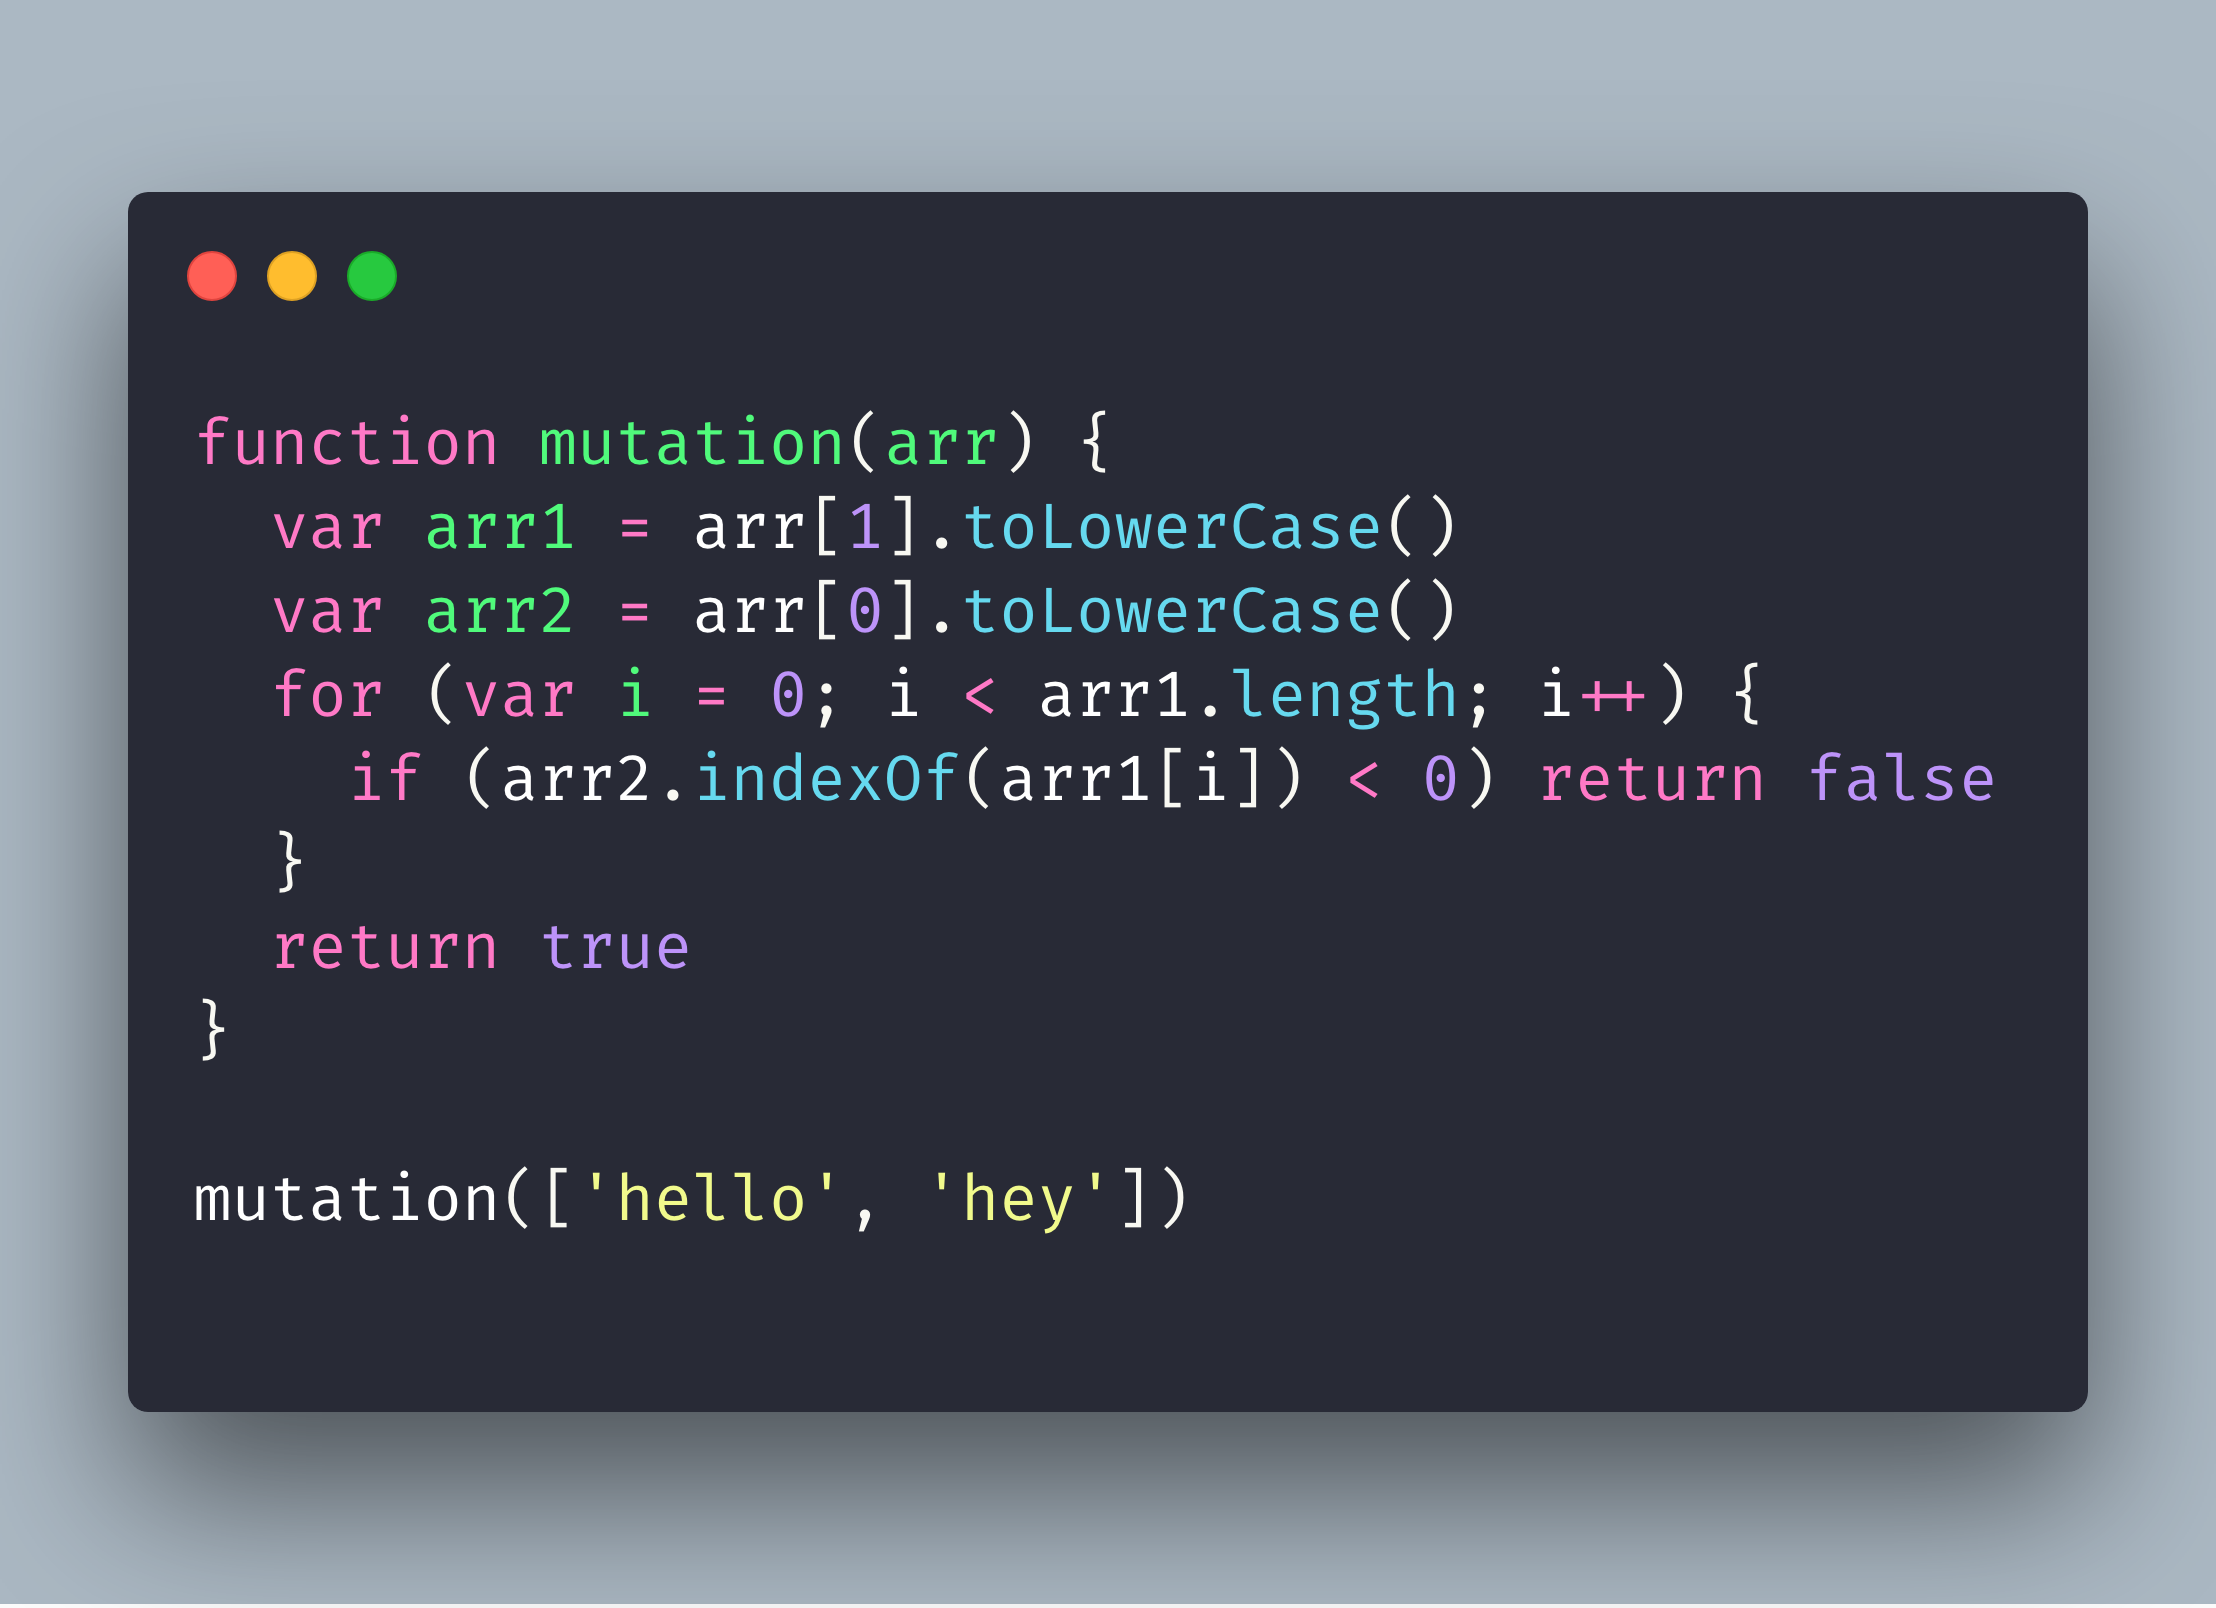 function mutation(arr) {
  var arr1 = arr[1].toLowerCase()
  var arr2 = arr[0].toLowerCase()
  for (var i = 0; i < arr1.length; i++) {
    if (arr2.indexOf(arr1[i]) < 0) return false
  }
  return true
}

mutation(['hello', 'hey'])